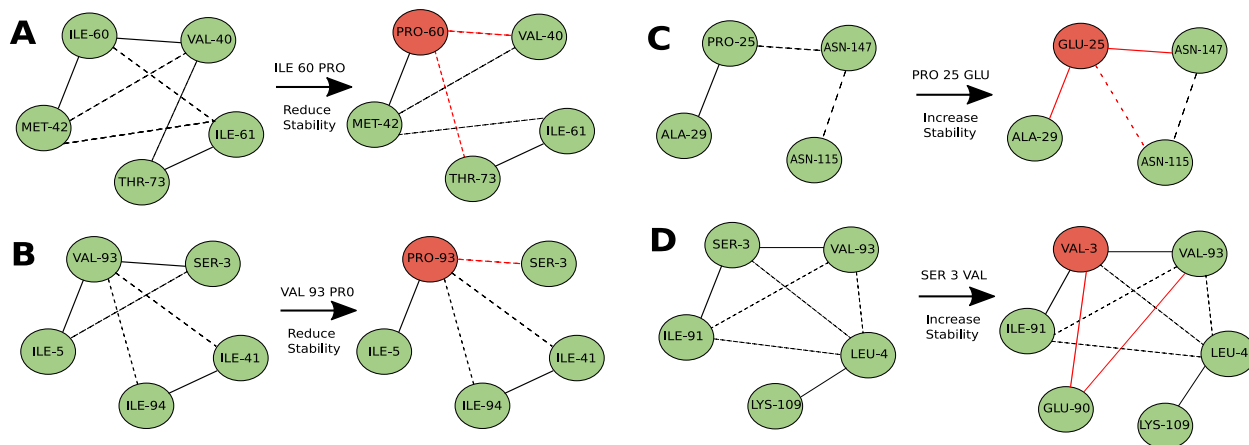 A
ILE-60
VAL-40
MET-42
ILE-61
THR-73
ILE 60 PRO
Reduce
Stability
PRO-60
VAL-40
MET-42
ILE-61
THR-73
B
VAL-93
SER-3
ILE-5
ILE-41
ILE-94
VAL 93 PR0
Reduce
Stability
PRO-93
SER-3
ILE-5
ILE-41
ILE-94
C
PRO-25
ASN-147
ALA-29
ASN-115
PRO 25 GLU
Increase
Stability
GLU-25
ASN-147
ALA-29
ASN-115
D
SER-3
VAL-93
ILE-91
LEU-4
LYS-109
SER 3 VAL
Increase
Stability
VAL-3
VAL-93
ILE-91
LEU-4
GLU-90
LYS-109